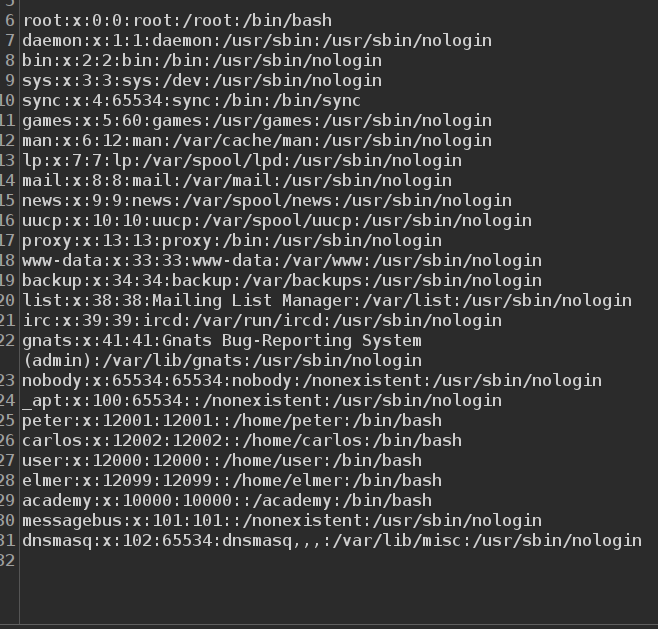 5
6 root:x:0:0:root:/root:/bin/bash
7 daemon:x:1:1:daemon:/usr/sbin:/usr/sbin/nologin
8 bin:x:2:2:bin:/bin:/usr/sbin/nologin
9 sys:x:3:3:sys:/dev:/usr/sbin/nologin
10 sync:x:4:65534:sync:/bin:/bin/sync
11 games:x:5:60:games:/usr/games:/usr/sbin/nologin
12 man:x:6:12:man:/var/cache/man:/usr/sbin/nologin
13 lp:x:7:7:lp:/var/spool/lpd:/usr/sbin/nologin
14 mail:x:8:8:mail:/var/mail:/usr/sbin/nologin
15 news:x:9:9:news:/var/spool/news:/usr/sbin/nologin
16 uucp:x:10:10:uucp:/var/spool/uucp:/usr/sbin/nologin
17 proxy:x:13:13:proxy:/bin:/usr/sbin/nologin
18 www-data:x:33:33:www-data:/var/www:/usr/sbin/nologin
19 backup:x:34:34:backup:/var/backups:/usr/sbin/nologin
20 list:x:38:38:Mailing List Manager:/var/list:/usr/sbin/nologin
21 irc:x:39:39:ircd:/var/run/ircd:/usr/sbin/nologin
22 gnats:x:41:41:Gnats Bug-Reporting System
(admin):/var/lib/gnats:/usr/sbin/nologin
23 nobody:x:65534:65534:nobody:/nonexistent:/usr/sbin/nologin
24 _apt:x:100:65534::/nonexistent:/usr/sbin/nologin
25 peter:x:12001:12001::/home/peter:/bin/bash
26 carlos:x:12002:12002::/home/carlos:/bin/bash
27 user:x:12000:12000::/home/user:/bin/bash
28 elmer:x:12099:12099::/home/elmer:/bin/bash
29 academy:x:10000:10000::/academy:/bin/bash
30 messagebus:x:101:101::/nonexistent:/usr/sbin/nologin
31 dnsmasq:x:102:65534:dnsmasq,,,:/var/lib/misc:/usr/sbin/nologin
32